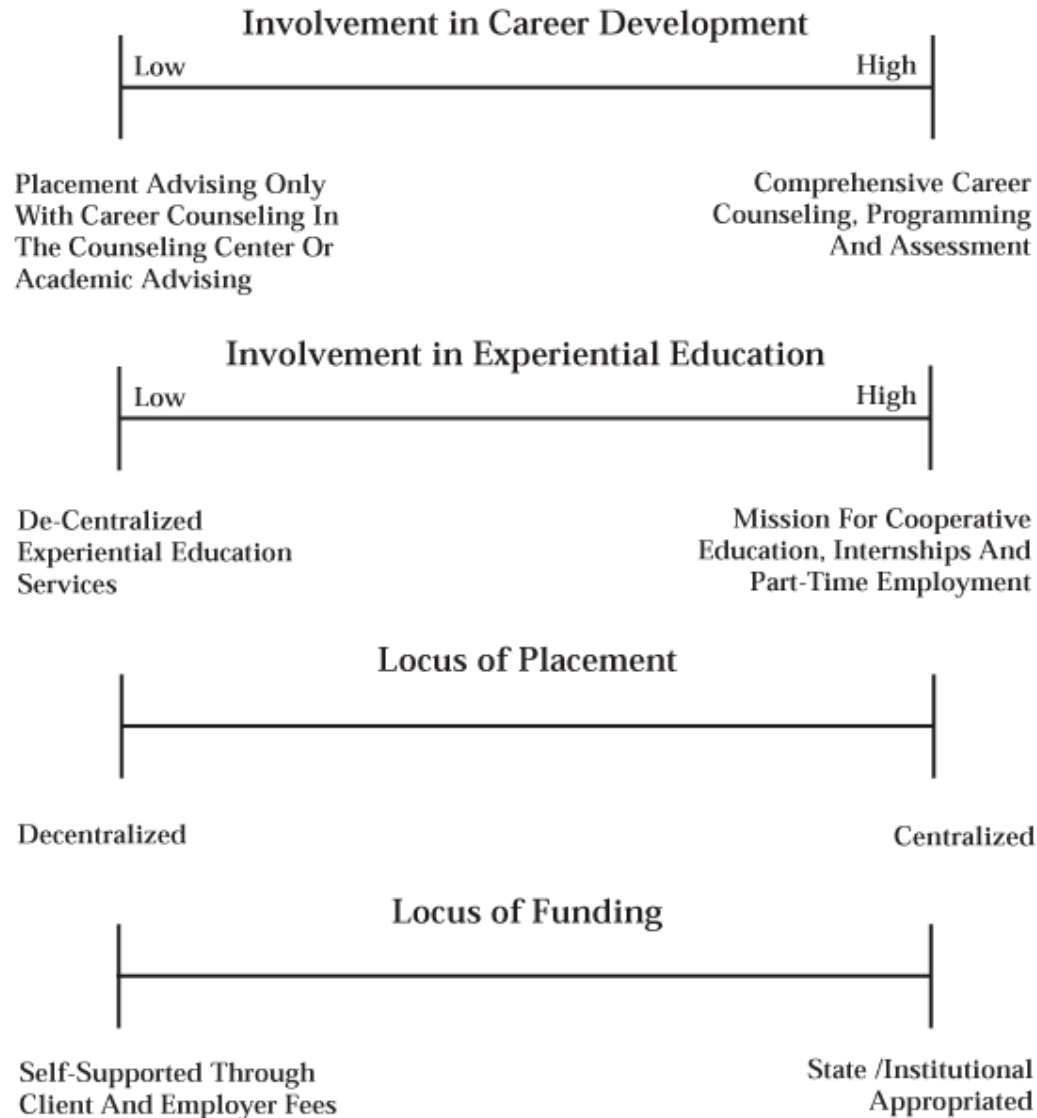 Involvement in Career Development
Low
High
Placement Advising Only
With Career Counseling In
The Counseling Center Or
Academic Advising
Comprehensive Career
Counseling, Programming
And Assessment
Involvement in Experiential Education
Low
High
De-Centralized
Experiential Education
Services
Mission For Cooperative
Education, Internships And
Part-Time Employment
Locus of Placement
Decentralized
Centralized
Locus of Funding
Self-Supported Through
Client And Employer Fees
State /Institutional
Appropriated